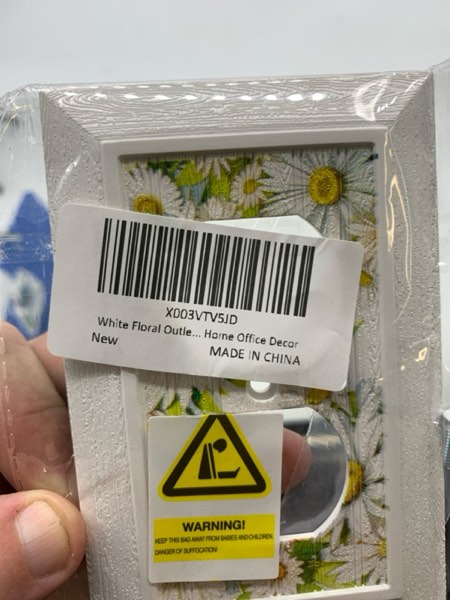 X003VTV5JD
White Floral Outle... Home Office Decor
New
MADE IN CHINA
WARNING!
KEEP THIS BAG AWAY FROM BABIES AND CHILDREN.
DANGER OF SUFFOCATION!